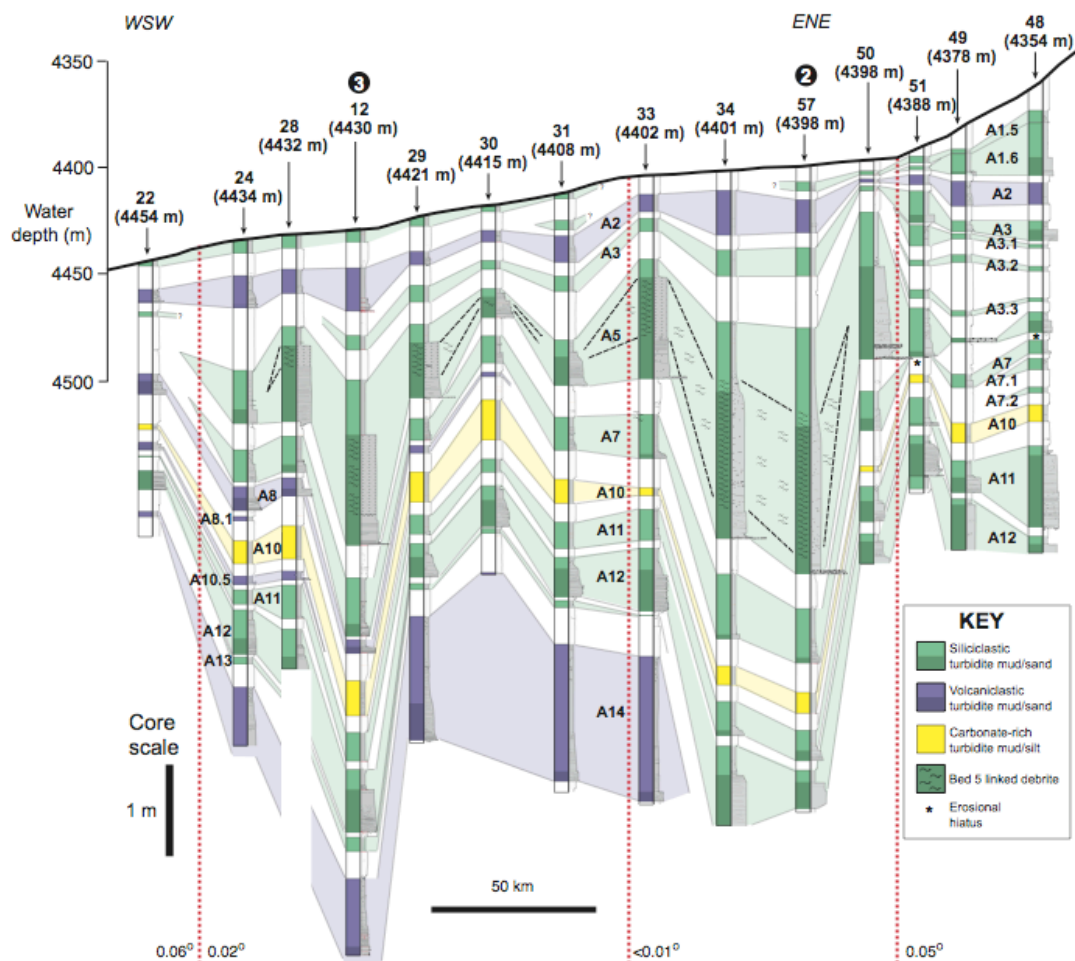 WSW
ENE
4350
4400
4450
4500
Water
depth (m)
22
(4454 m)
24
(4434 m)
28
(4432 m)
3
12
(4430 m)
29
(4421 m)
30
(4415 m)
31
(4408 m)
33
(4402 m)
34
(4401 m)
2
57
(4398 m)
50
(4398 m)
51
(4388 m)
49
(4378 m)
48
(4354 m)
A1.5
A1.6
A2
A3
A3.1
A3.2
A3.3
*
*
A7
A7.1
A7.2
A10
A11
A12
A2
A3
A5
?
?
?
?
A7
A10
A11
A12
A14
A8
A8.1
A10
A10.5
A11
A12
A13
Core
scale
1 m
50 km
KEY
Siliciclastic
turbidite mud/sand
Volcaniclastic
turbidite mud/sand
Carbonate-rich
turbidite mud/silt
Bed 5 linked debrite
* Erosional
hiatus
0.06o 0.02o
<0.01o
0.05o